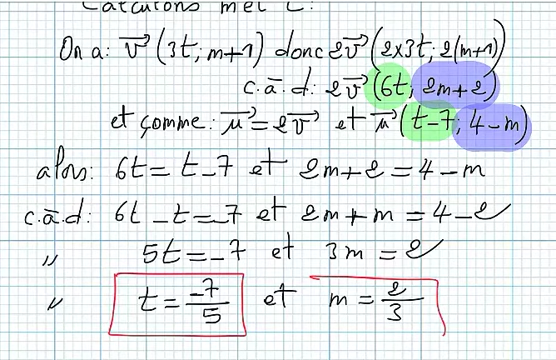 Calculons m et t:
On a: v⃗ (3t; m+1) donc 2v⃗ (2×3t; 2(m+1))
c.à.d: 2v⃗ (6t; 2m+2)
et comme: u⃗ = 2v⃗ et u⃗ (t-7; 4-m)
alors: 6t = t-7 et 2m+2 = 4-m
c.à.d: 6t-t = -7 et 2m+m = 4-2
" 5t = -7 et 3m = 2
" t = -7/5 et m = 2/3